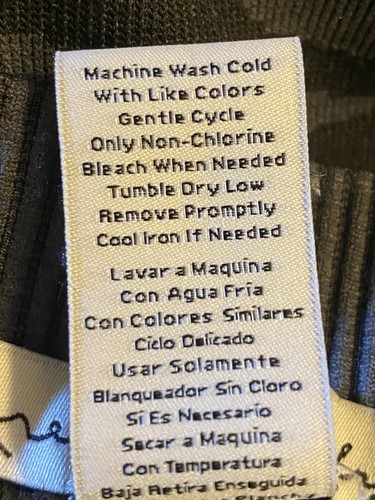 Machine Wash Cold
With Like Colors
Gentle Cycle
Only Non-Chlorine
Bleach When Needed
Tumble Dry Low
Remove Promptly
Cool Iron If Needed
Lavar a Maquina
Con Agua Fria
Con Colores Similares
Ciclo Delicado
Usar Solamente
Blanqueador Sin Cloro
Si Es Necesario
Secar a Maquina
Con Temperatura
Baja Retira Enseguida